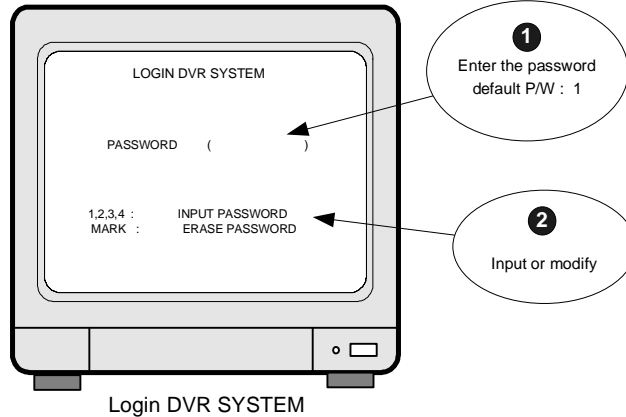 LOGIN DVR SYSTEM
PASSWORD ( )
1,2,3,4 : INPUT PASSWORD
MARK : ERASE PASSWORD
1
Enter the password
default P/W : 1
2
Input or modify
Login DVR SYSTEM